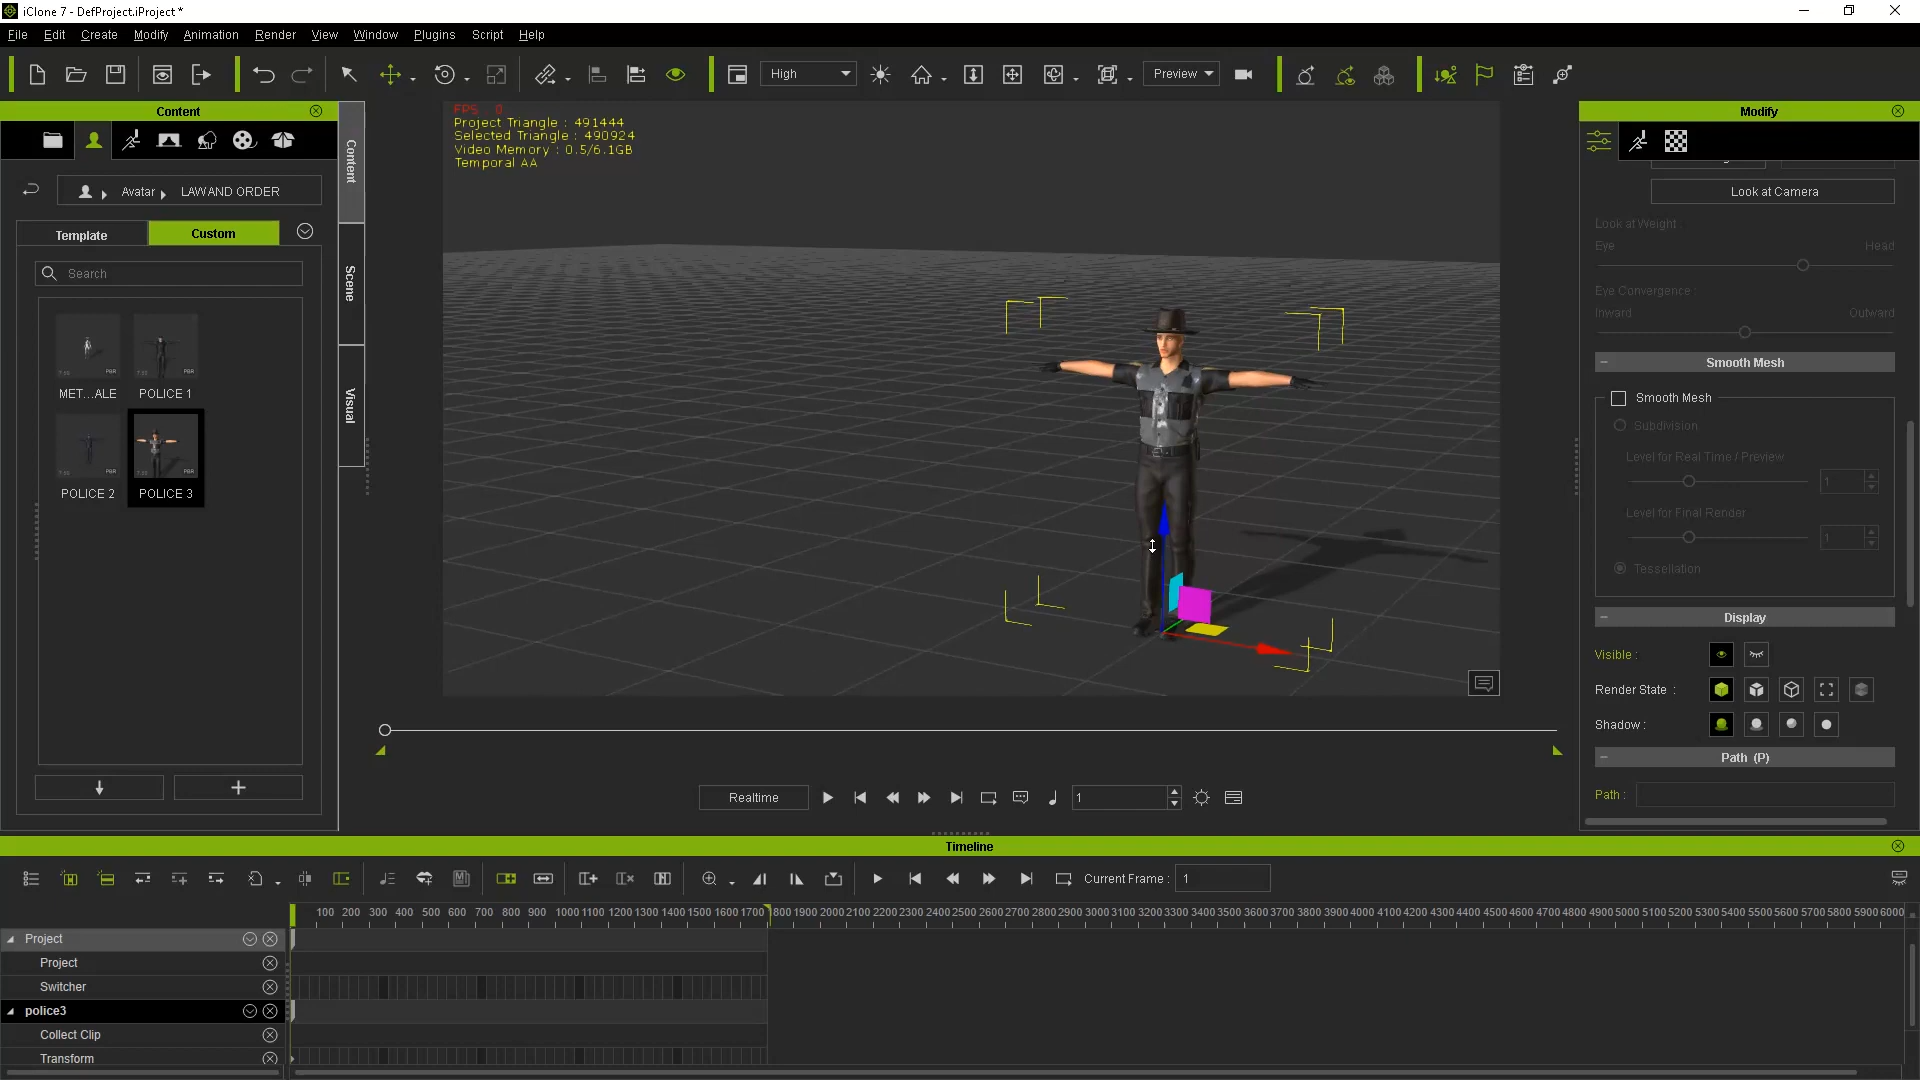 iClone 7 - DefProject.iProject *
File Edit Create Modify Animation Render View Window Plugins Script Help
High
Preview
Content
Modify
FPS 0
Project Triangle : 491444
Selected Triangle : 490924
Video Memory : 0.5/6.1GB
Temporal AA
Avatar LAW AND ORDER
Template Custom
Search
MET...ALE POLICE 1
POLICE 2 POLICE 3
Content
Scene
Visual
Look at Camera
Look at Weight :
Eye Head
Eye Convergence :
Inward Outward
Smooth Mesh
Smooth Mesh
Subdivision
Level for Real Time / Preview
1
Level for Final Render
1
Tessellation
Display
Visible :
Render State :
Shadow :
Path (P)
Path :
Realtime 1
Timeline
Current Frame : 1
100 200 300 400 500 600 700 800 900 1000 1100 1200 1300 1400 1500 1600 1700 1800 1900 2000 2100 2200 2300 2400 2500 2600 2700 2800 2900 3000 3100 3200 3300 3400 3500 3600 3700 3800 3900 4000 4100 4200 4300 4400 4500 4600 4700 4800 4900 5000 5100 5200 5300 5400 5500 5600 5700 5800 5900 6000
Project
Project
Switcher
police3
Collect Clip
Transform